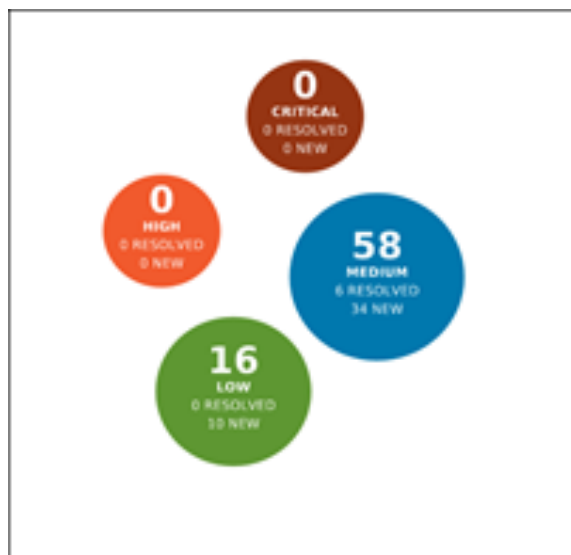 0
CRITICAL
0 RESOLVED
0 NEW
0
HIGH
0 RESOLVED
0 NEW
58
MEDIUM
6 RESOLVED
34 NEW
16
LOW
0 RESOLVED
10 NEW